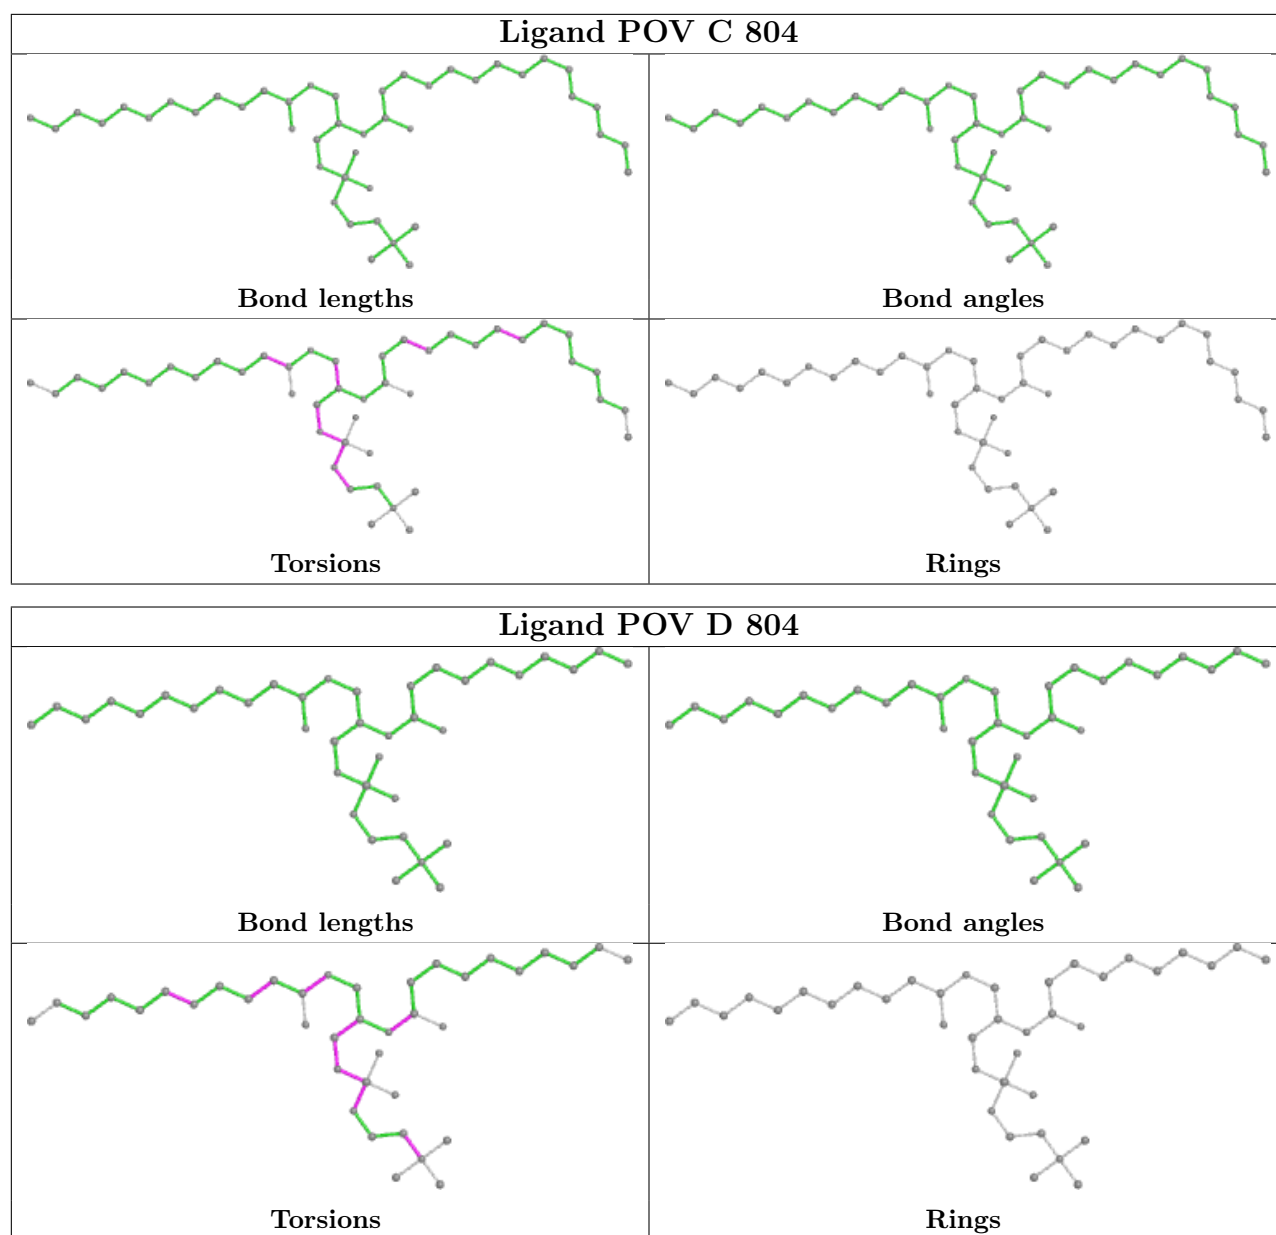 Ligand POV C 804
Bond lengths
Bond angles
Torsions
Rings
Ligand POV D 804
Bond lengths
Bond angles
Torsions
Rings